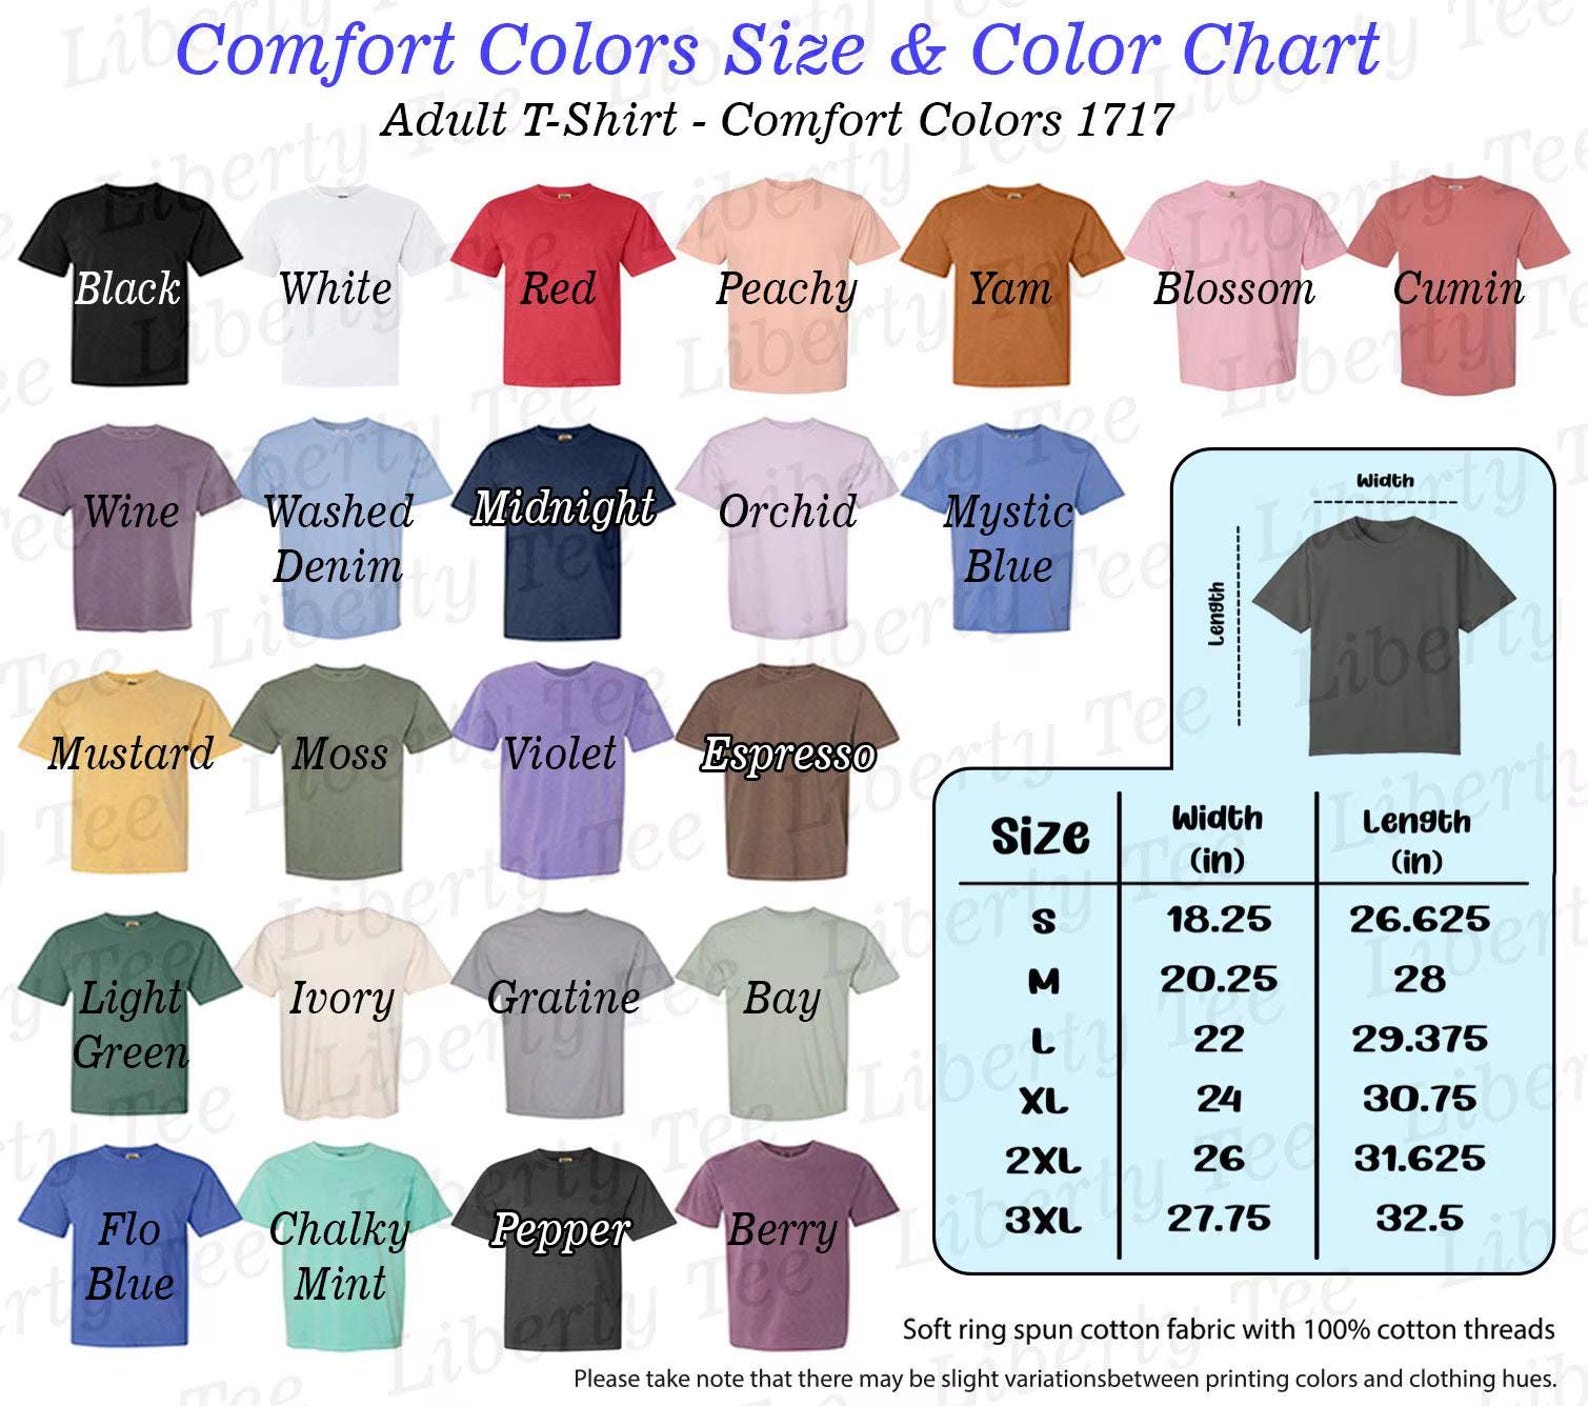 Comfort Colors Size & Color Chart
Adult T-Shirt - Comfort Colors 1717
Black
White
Red
Peachy
Yam
Blossom
Cumin
Wine
Washed
Denim
Midnight
Orchid
Mystic
Blue
Mustard
Moss
Violet
Espresso
Light
Green
Ivory
Gratine
Bay
Flo
Blue
Chalky
Mint
Pepper
Berry
Width
Length
Size Width (in) Length (in)
S 18.25 26.625
M 20.25 28
L 22 29.375
XL 24 30.75
2XL 26 31.625
3XL 27.75 32.5
Soft ring spun cotton fabric with 100% cotton threads
Please take note that there may be slight variationsbetween printing colors and clothing hues.
Liberty Tee